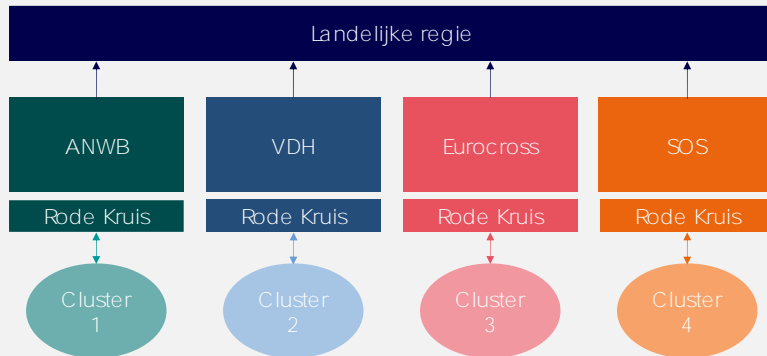 Landelijke regie
ANWB
VDH
Eurocross
SOS
Rode Kruis
Rode Kruis
Rode Kruis
Rode Kruis
Cluster
1
Cluster
2
Cluster
3
Cluster
4